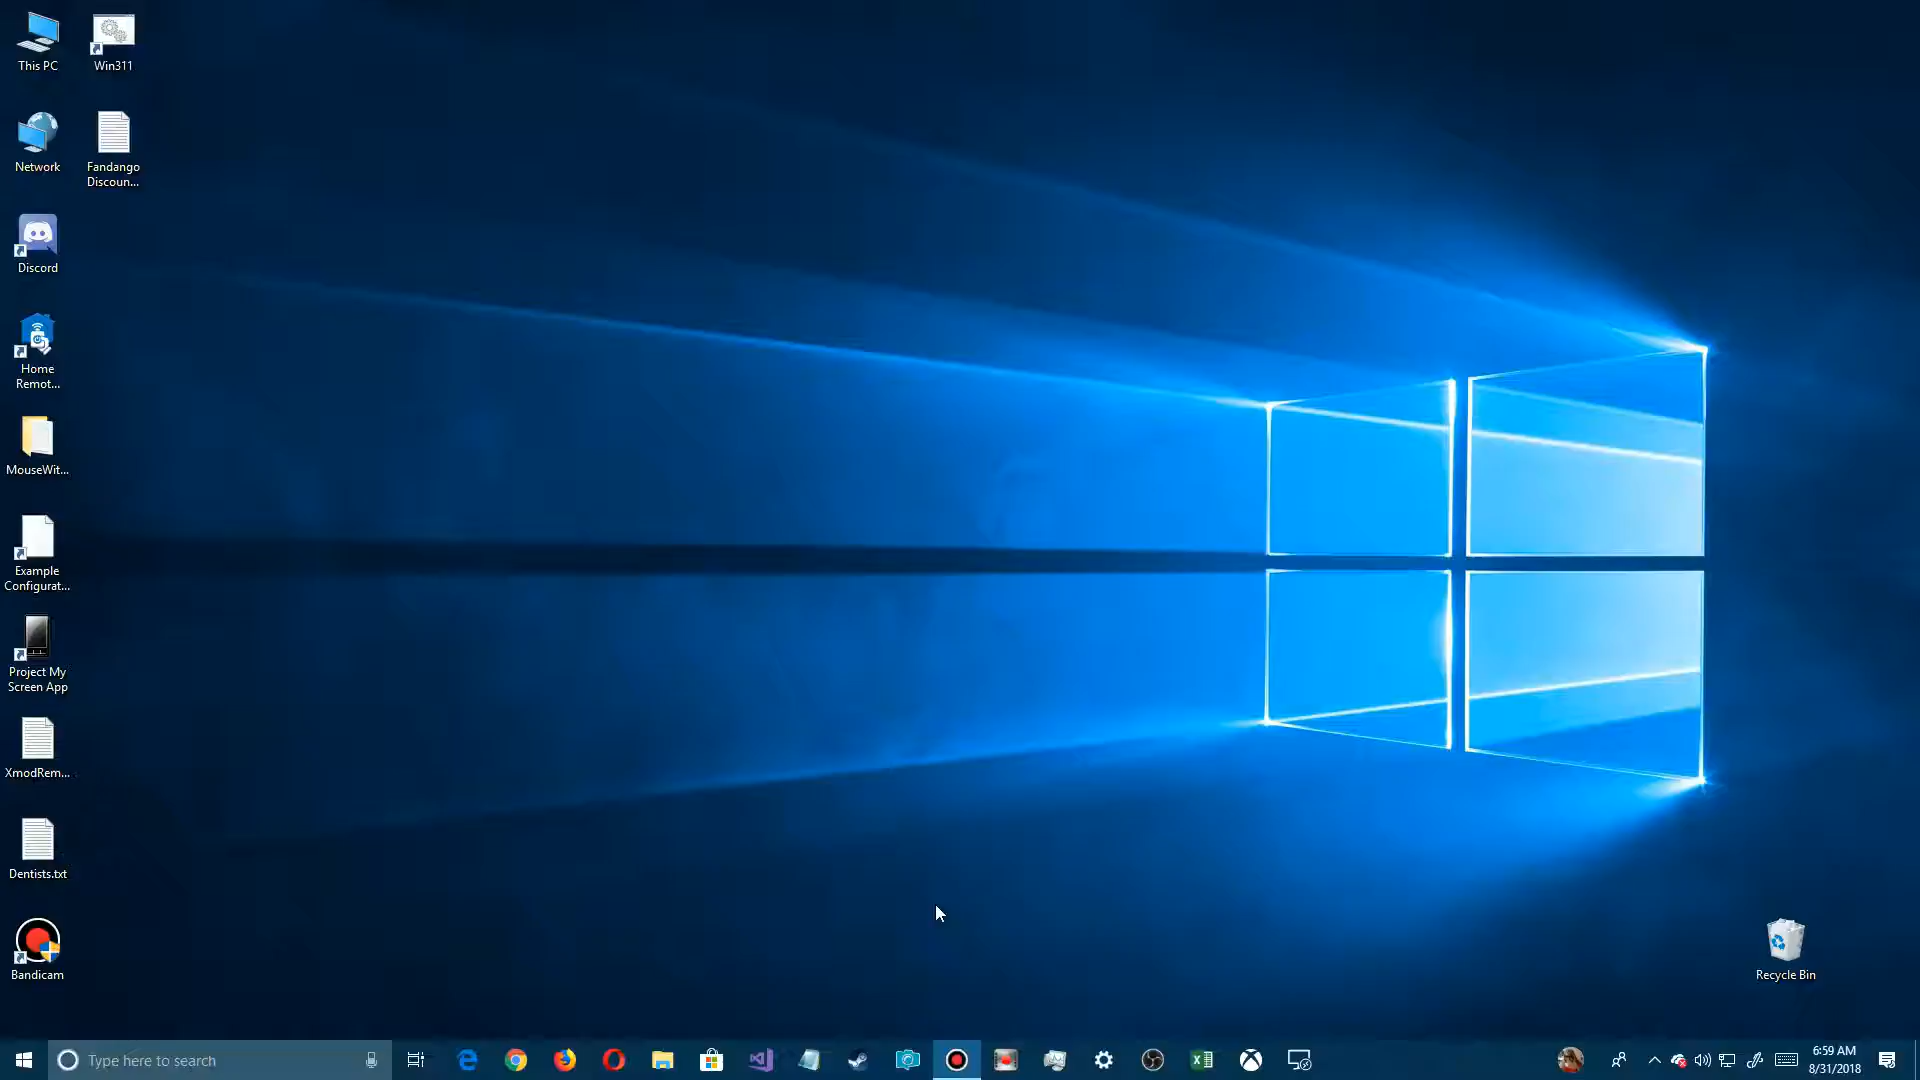 This PC
Win311
Network
Fandango
Discoun...
Discord
Home
Remot...
MouseWit...
Example
Configurat...
Project My
Screen App
XmodRem...
Dentists.txt
Bandicam
Recycle Bin
Type here to search
6:59 AM
8/31/2018